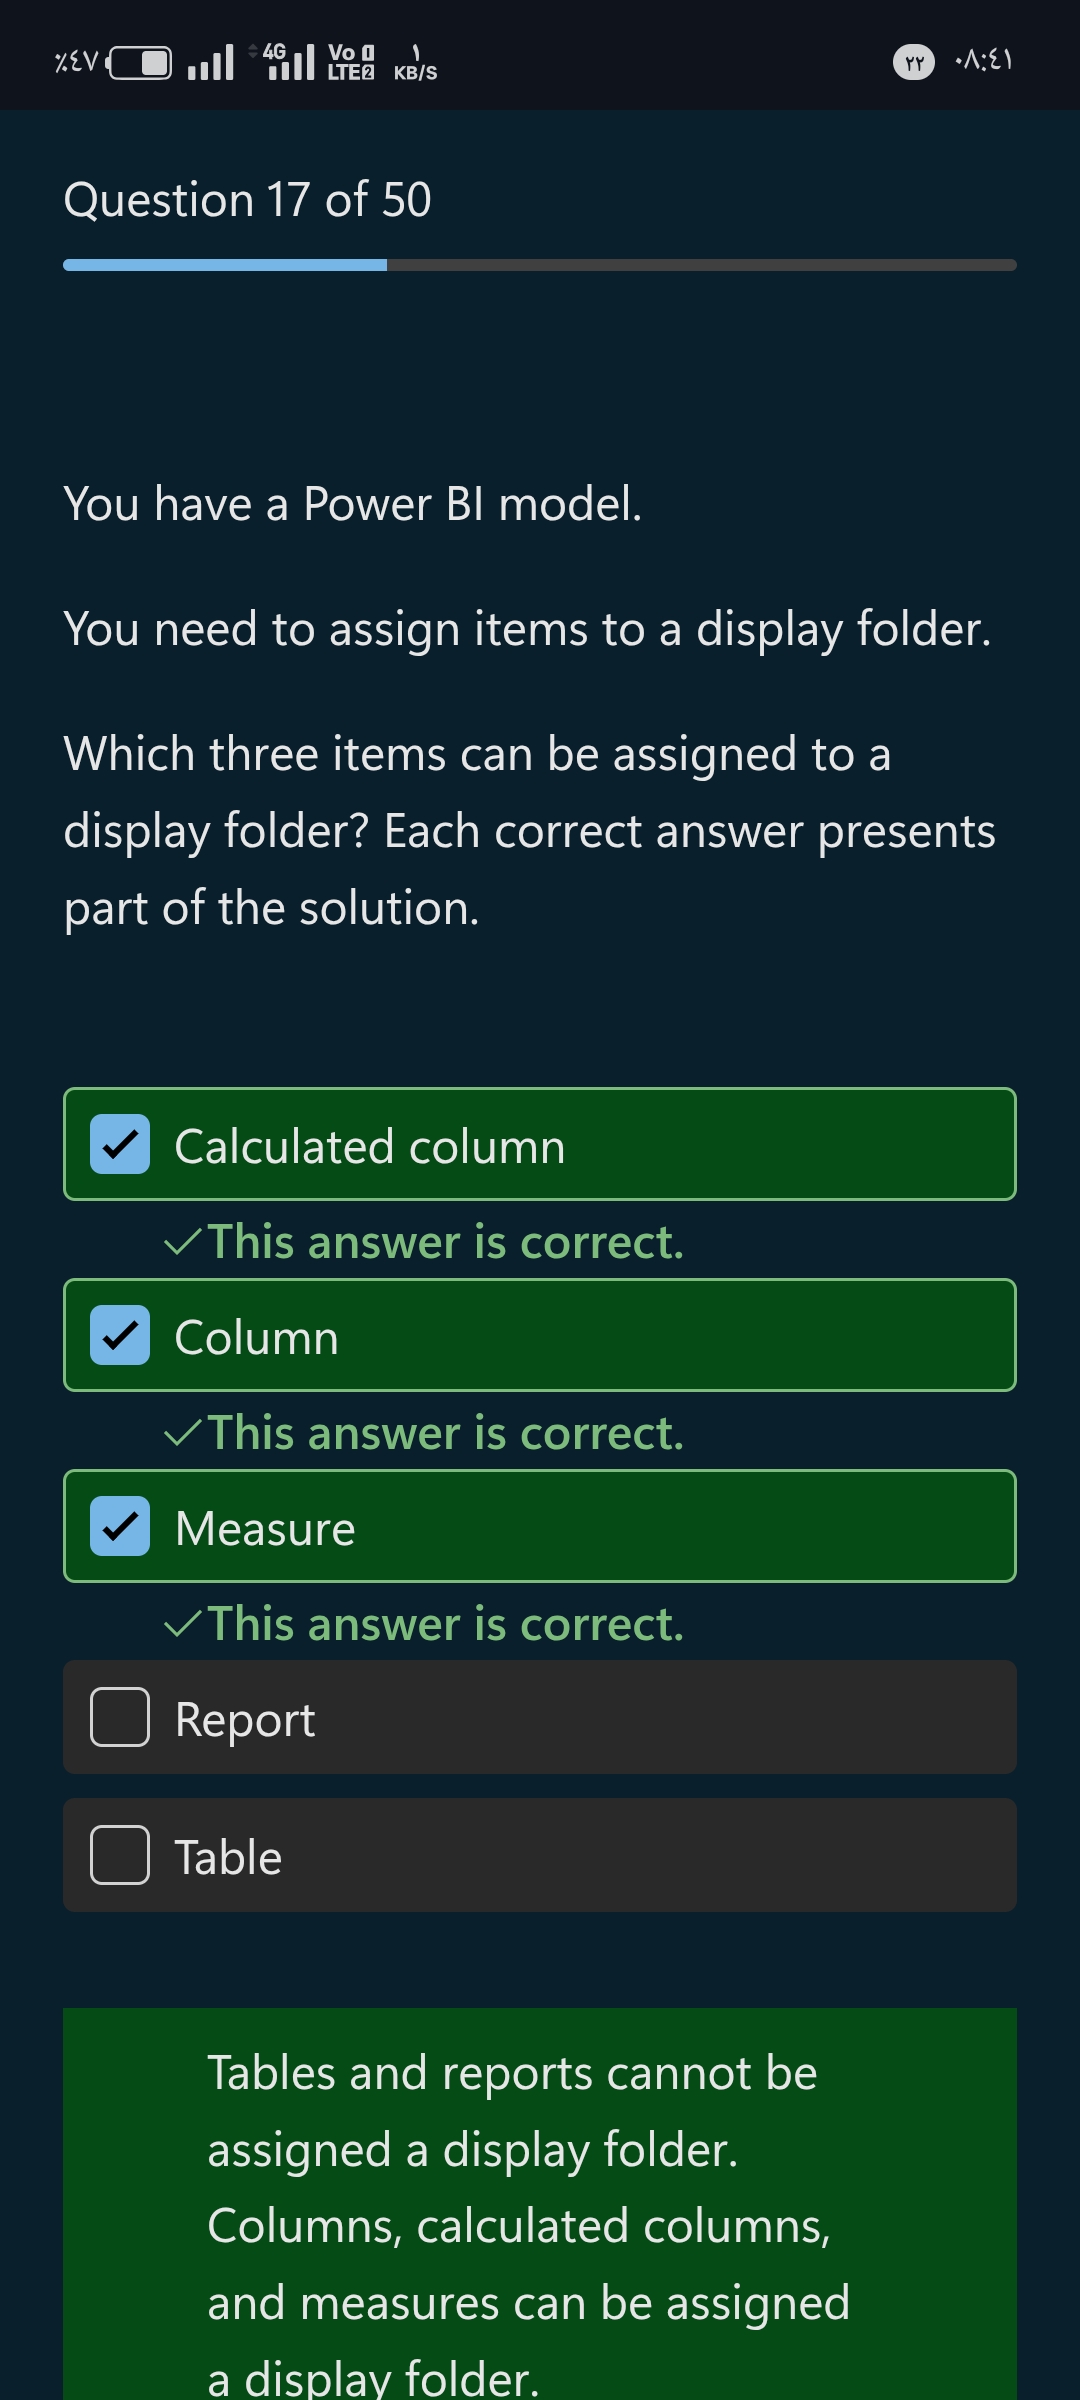 ٪٤٧ 4G Vo 1 LTE 2 ١ KB/S ٢٢ ٠٨:٤١
Question 17 of 50
You have a Power BI model.
You need to assign items to a display folder.
Which three items can be assigned to a
display folder? Each correct answer presents
part of the solution.
Calculated column
This answer is correct.
Column
This answer is correct.
Measure
This answer is correct.
Report
Table
Tables and reports cannot be
assigned a display folder.
Columns, calculated columns,
and measures can be assigned
a display folder.